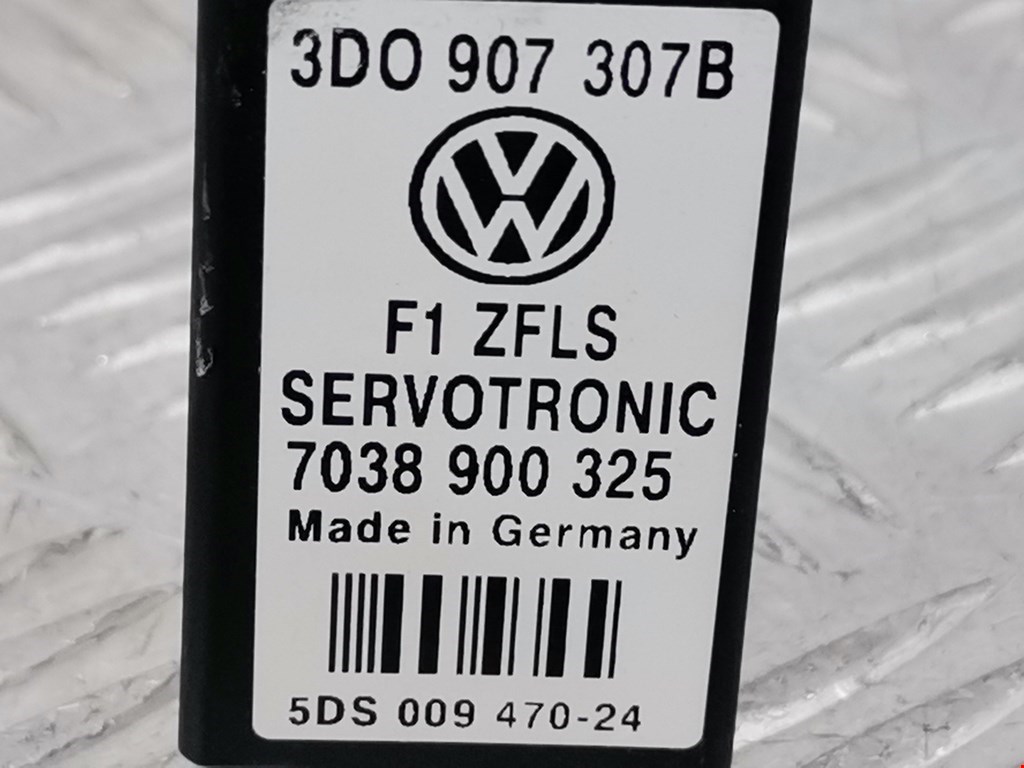 3D0 907 307B
F1 ZFLS
SERVOTRONIC
7038 900 325
Made in Germany
5DS 009 470-24